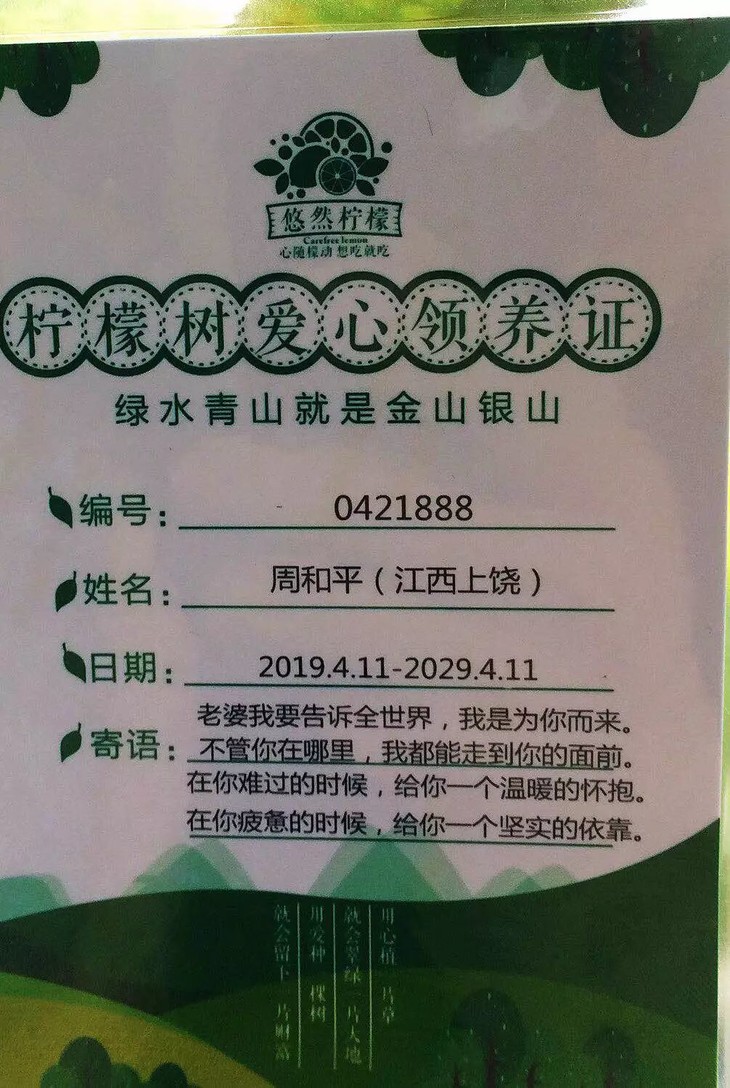 悠然柠檬
Carefree lemon
心随檬动 想吃就吃
柠檬树爱心领养证
绿水青山就是金山银山
编号：0421888
姓名：周和平（江西上饶）
日期：2019.4.11-2029.4.11
寄语：老婆我要告诉全世界，我是为你而来。
不管你在哪里，我都能走到你的面前。
在你难过的时候，给你一个温暖的怀抱。
在你疲惫的时候，给你一个坚实的依靠。
用心植一片草
就会翠绿一片大地
用爱种一棵树
就会留下一片财富